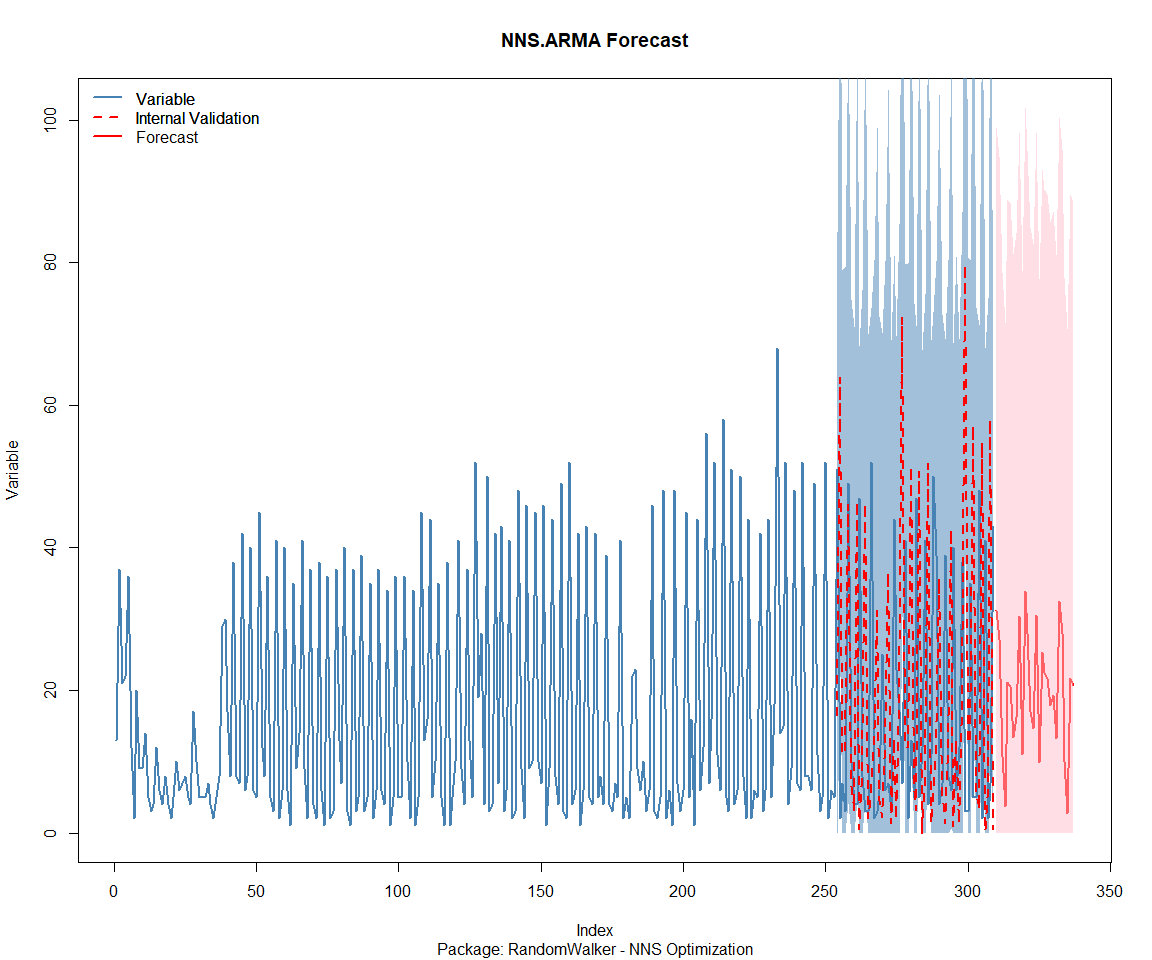 NNS.ARMA Forecast
Variable
Internal Validation
Forecast
100
80
60
40
20
0
Variable
0 50 100 150 200 250 300 350
Index
Package: RandomWalker - NNS Optimization